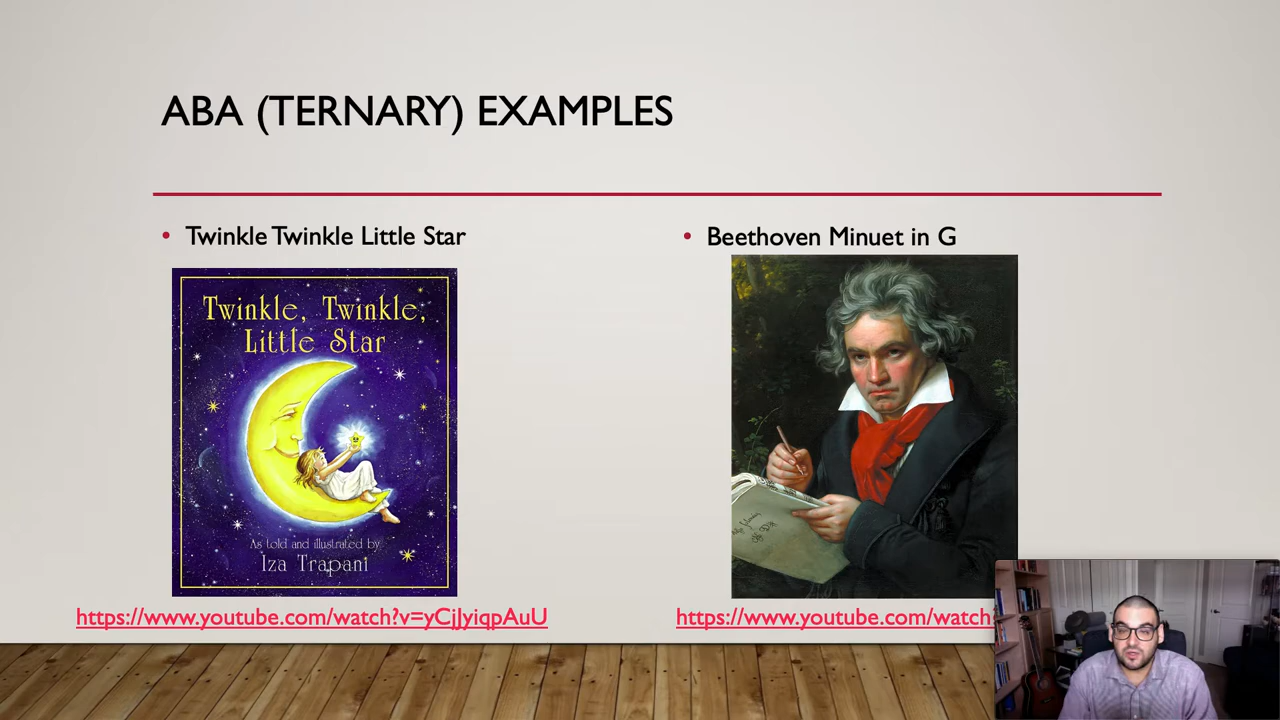 ABA (TERNARY) EXAMPLES
• Twinkle Twinkle Little Star
Twinkle, Twinkle,
Little Star
As told and illustrated by
Iza Trapani
https://www.youtube.com/watch?v=yCjJyiqpAuU
• Beethoven Minuet in G
https://www.youtube.com/watch